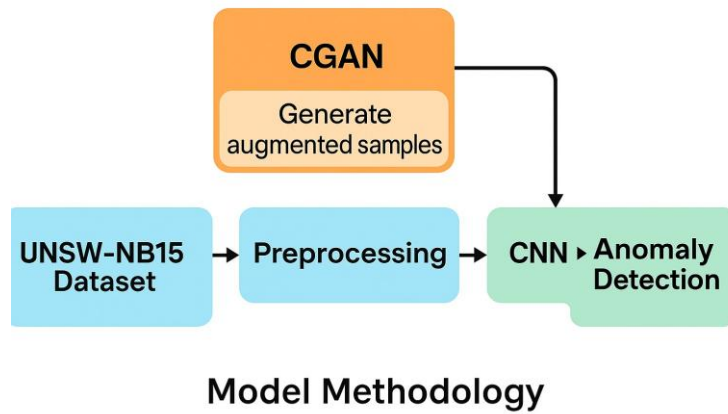 CGAN
Generate
augmented samples
UNSW-NB15
Dataset
Preprocessing
CNN ▸ Anomaly
Detection
Model Methodology